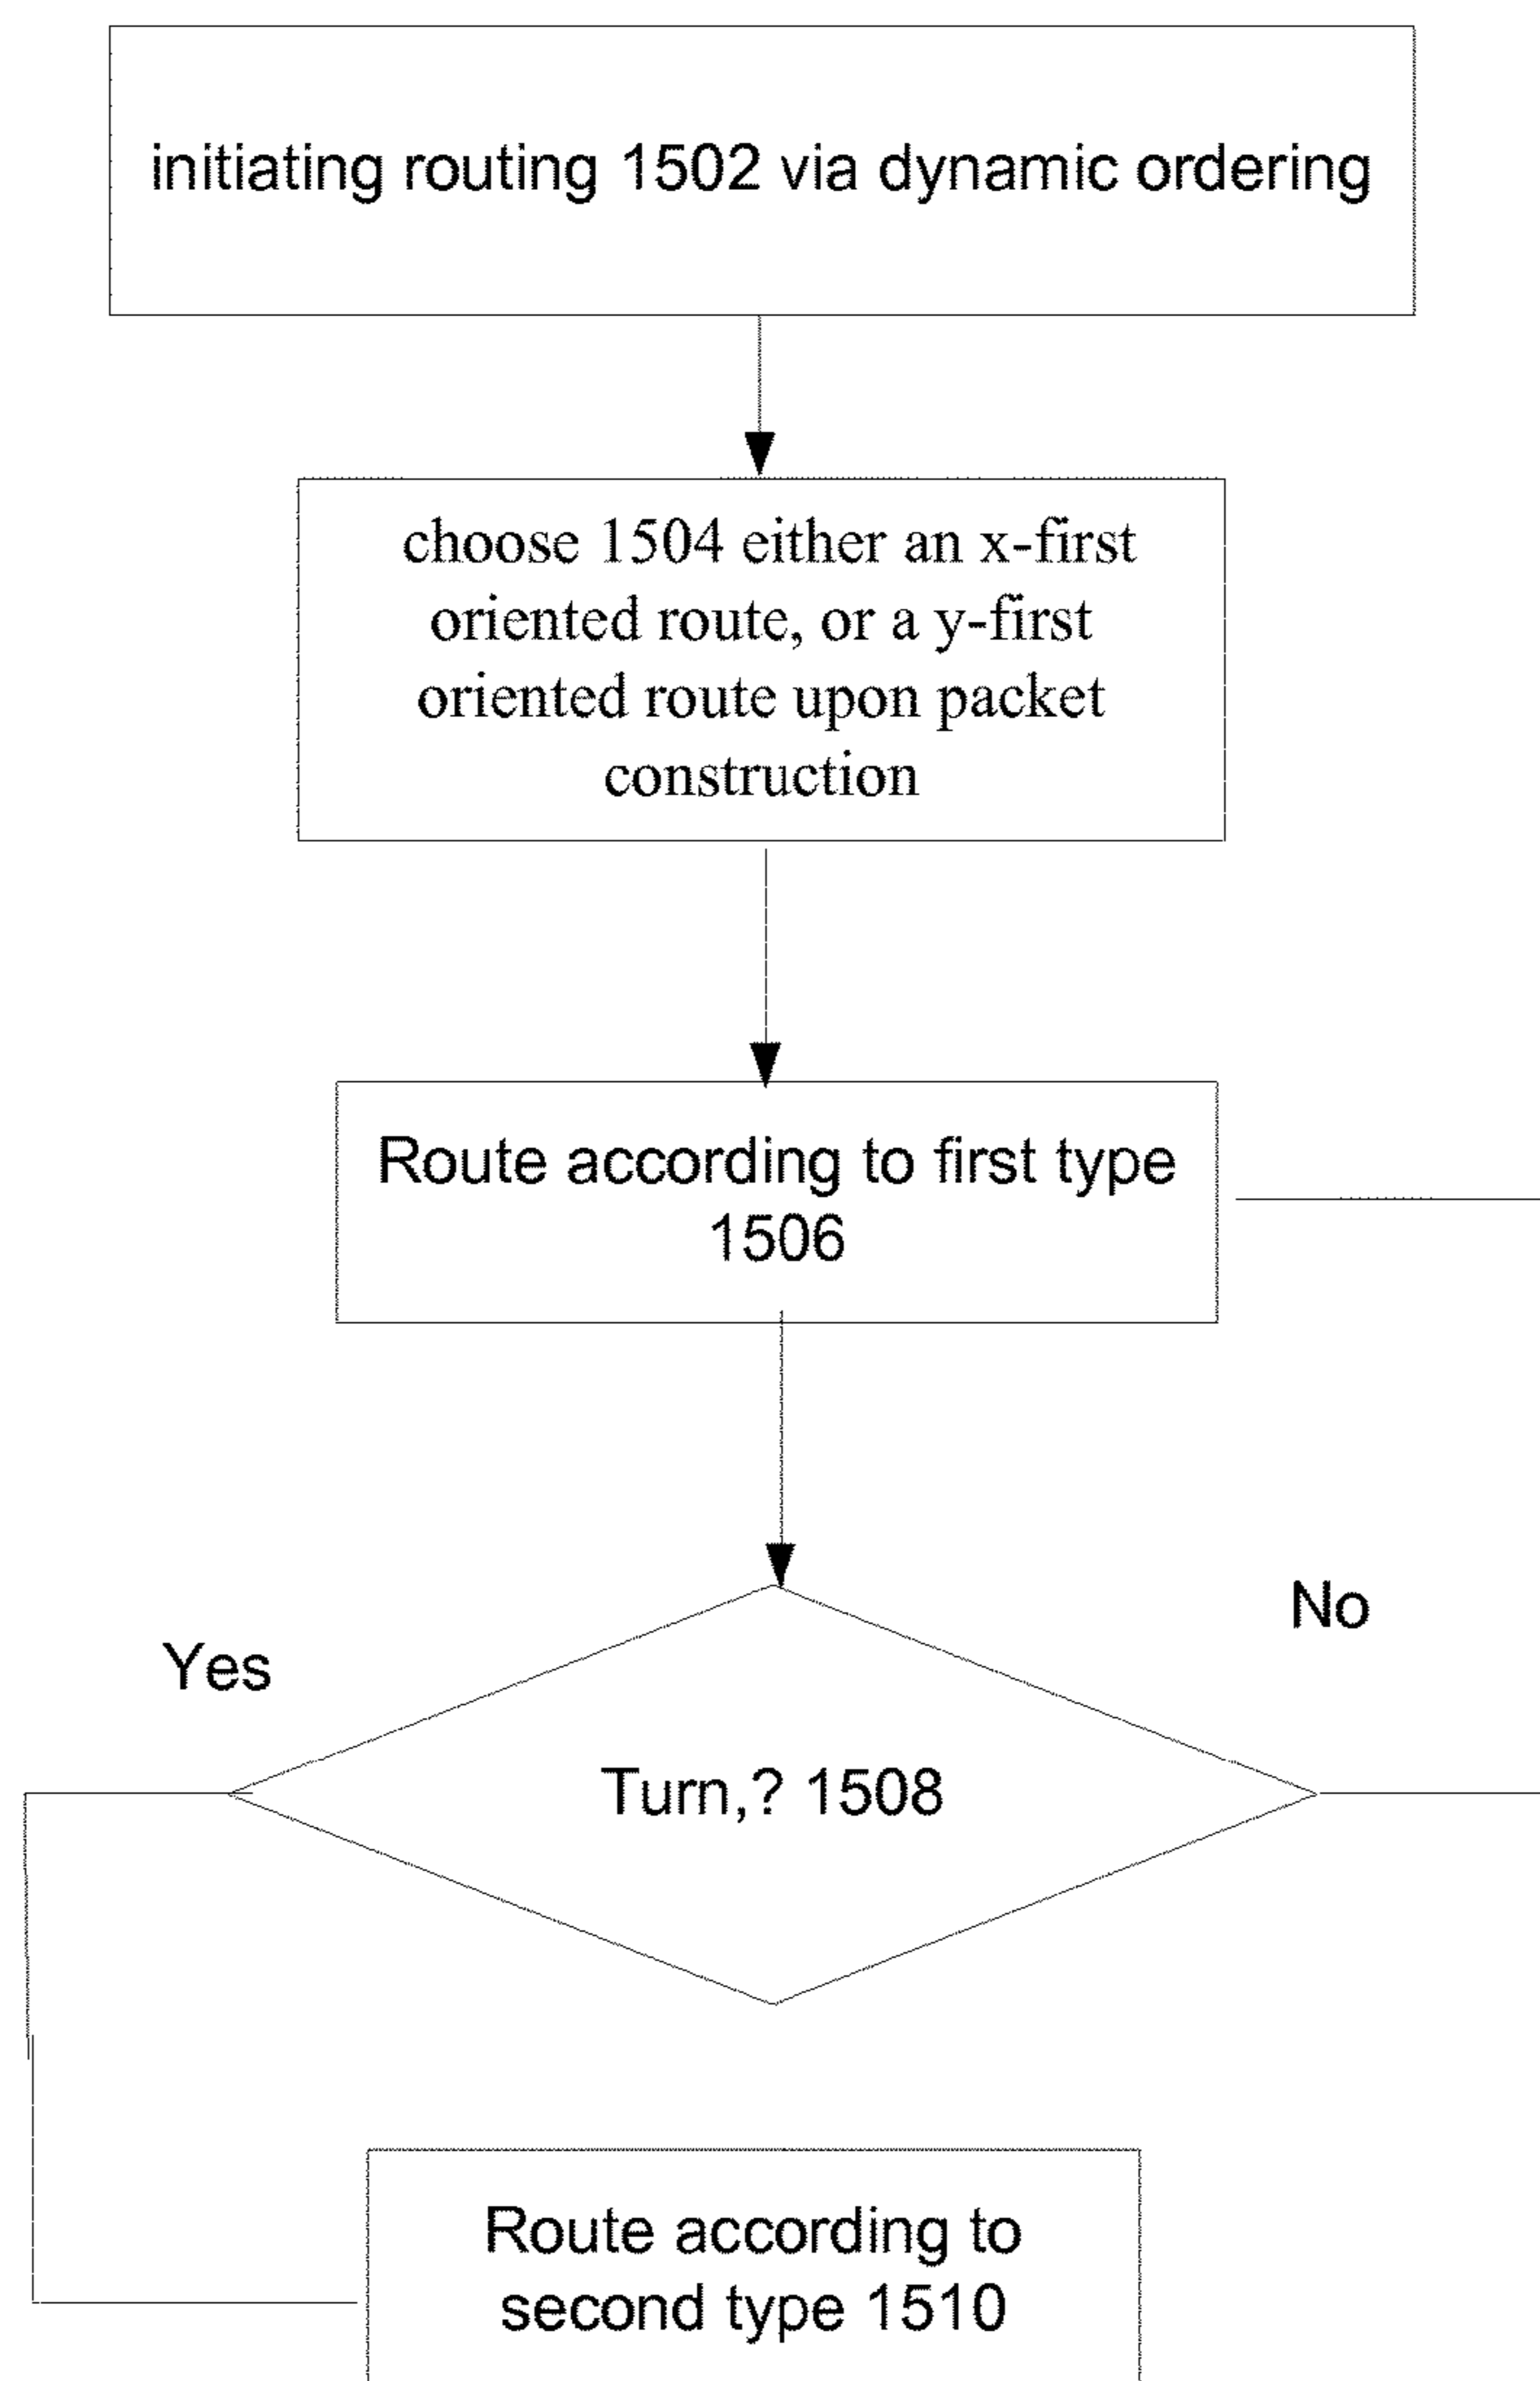 initiating routing 1502 via dynamic ordering
choose 1504 either an x-first
oriented route, or a y-first
oriented route upon packet
construction
Route according to first type
1506
No
Yes
Turn,? 1508
Route according to
second type 1510